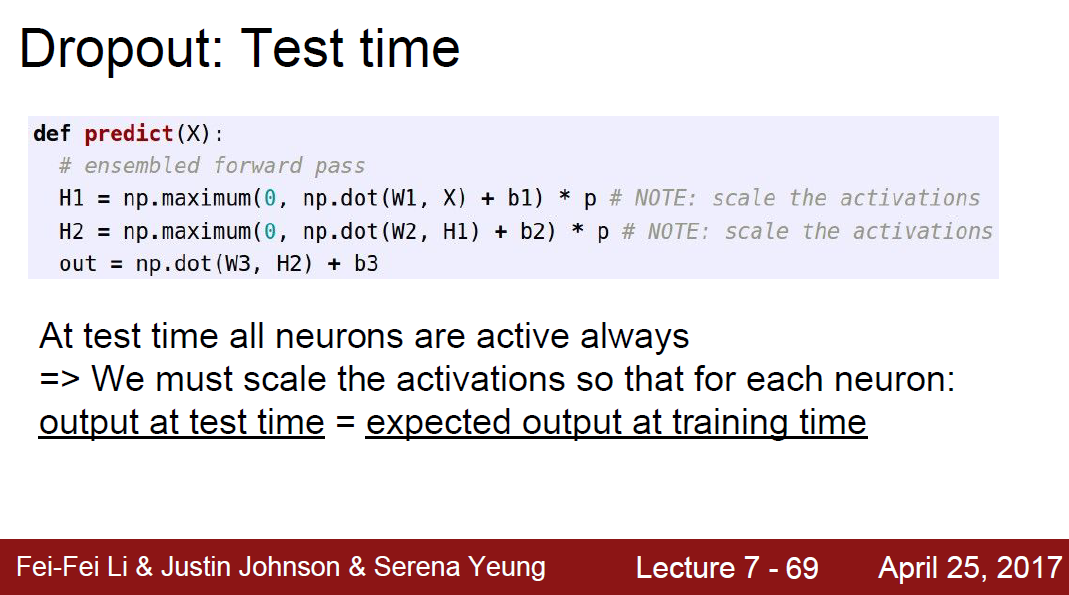 Dropout: Test time
def predict(X):
# ensembled forward pass
H1 = np.maximum(0, np.dot(W1, X) + b1) * p # NOTE: scale the activations
H2 = np.maximum(0, np.dot(W2, H1) + b2) * p # NOTE: scale the activations
out = np.dot(W3, H2) + b3
At test time all neurons are active always
=> We must scale the activations so that for each neuron:
output at test time = expected output at training time
Fei-Fei Li & Justin Johnson & Serena Yeung Lecture 7 - 69 April 25, 2017